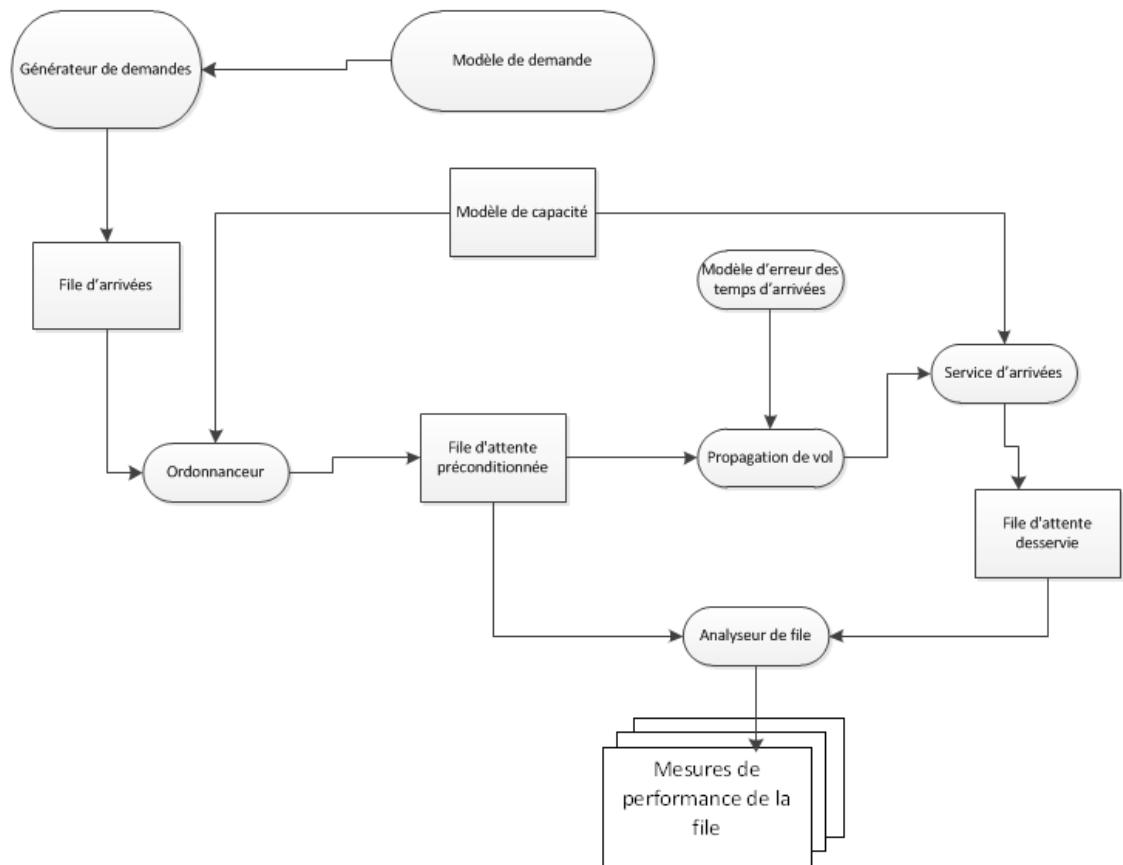 Générateur de demandes
Modèle de demande
Modèle de capacité
File d'arrivées
Modèle d'erreur des
temps d'arrivées
Service d'arrivées
Ordonnanceur
File d'attente
préconditionnée
Propagation de vol
File d'attente
desservie
Analyseur de file
Mesures de
performance de la
file